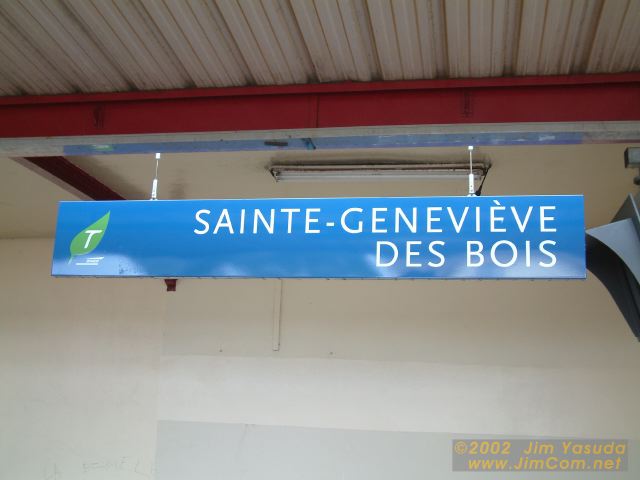 T
SAINTE-GENEVIÈVE
DES BOIS
©2002 Jim Yasuda
www.JimCom.net